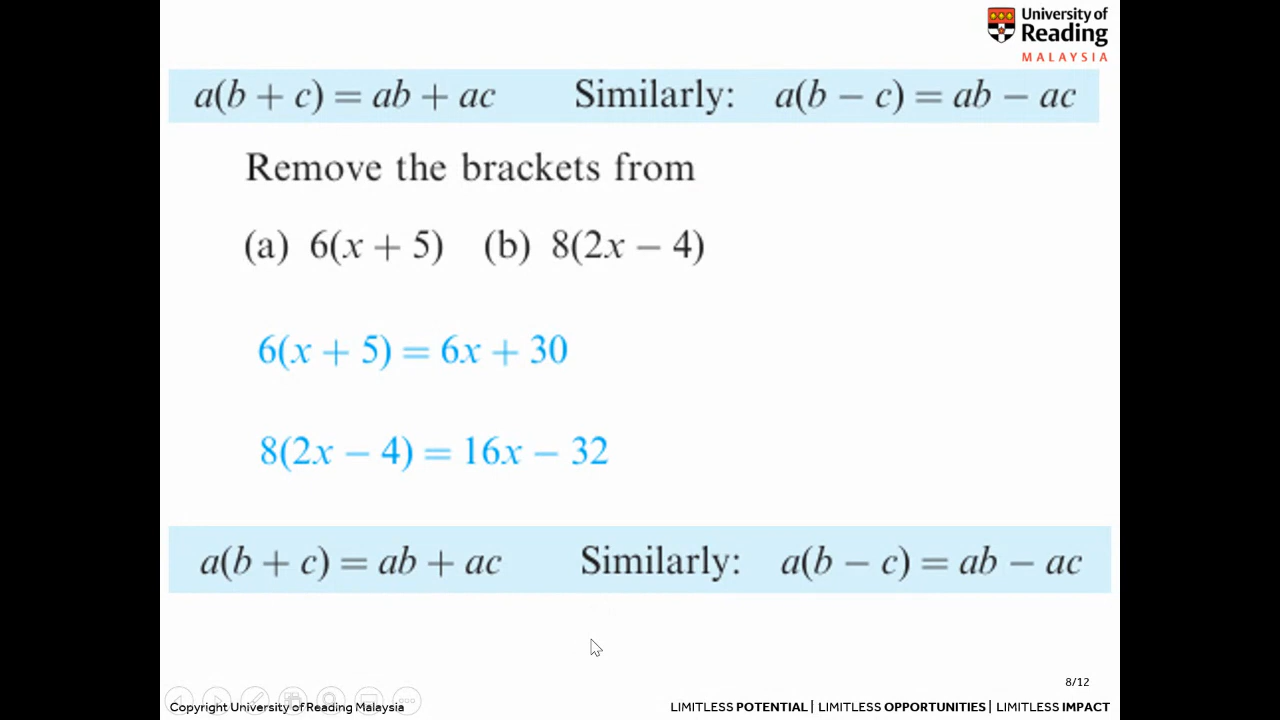 University of
Reading
MALAYSIA
a(b + c) = ab + ac Similarly: a(b − c) = ab − ac
Remove the brackets from
(a) 6(x + 5) (b) 8(2x − 4)
6(x + 5) = 6x + 30
8(2x − 4) = 16x − 32
a(b + c) = ab + ac Similarly: a(b − c) = ab − ac
8/12
Copyright University of Reading Malaysia
LIMITLESS POTENTIAL | LIMITLESS OPPORTUNITIES | LIMITLESS IMPACT